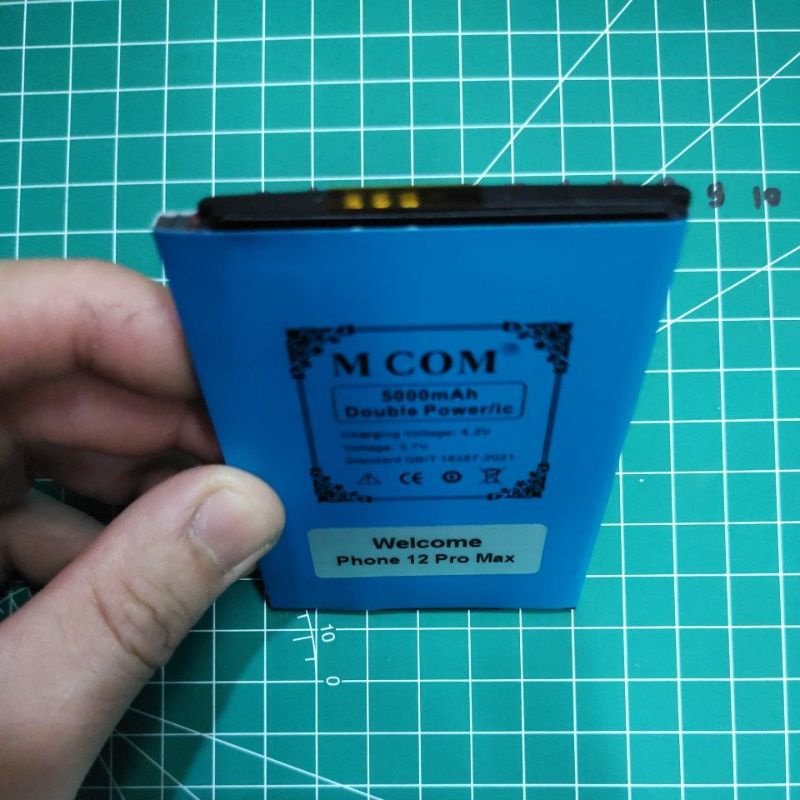 9 10
M COM®
5000mAh
Double Power/Ic
Charging Voltage: 4.2V
Voltage: 3.7V
Standard GB/T 18287-2021
CE
Welcome
Phone 12 Pro Max
10
0